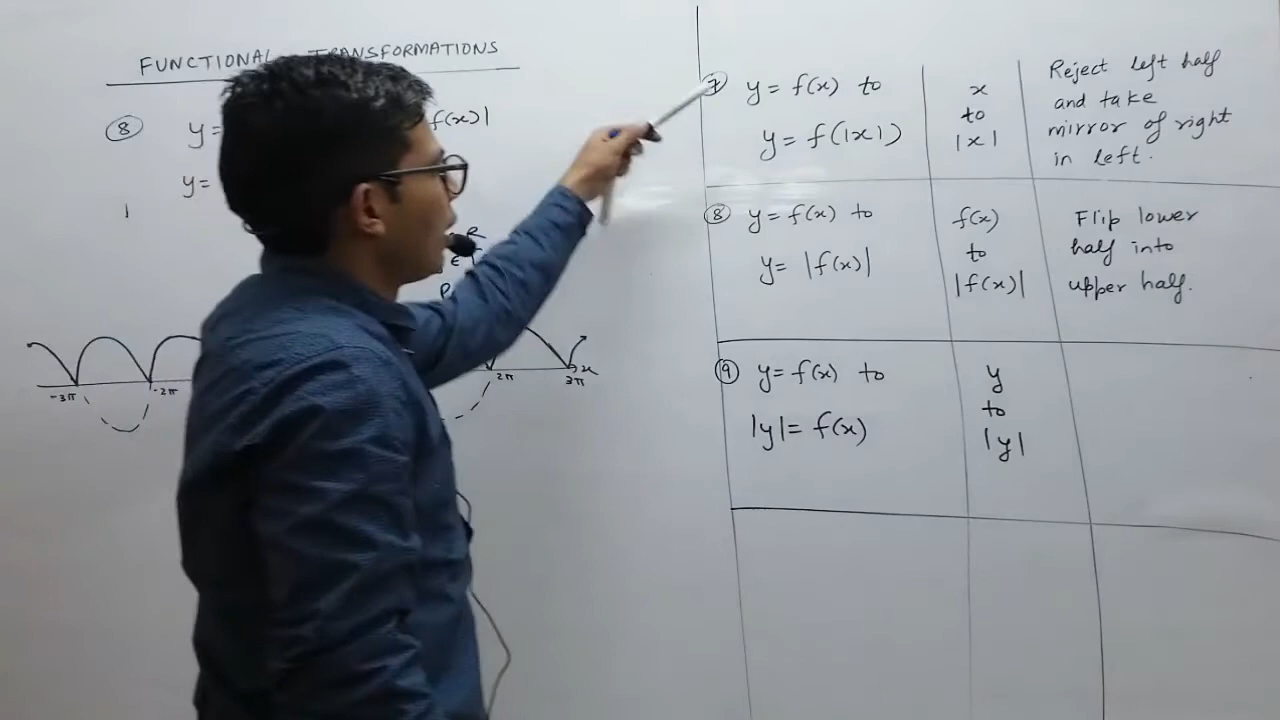 FUNCTIONAL TRANSFORMATIONS
⑧ y=
f(x)|
y=
-3π
-2π
2π
3π
x
⑦ y = f(x) to
y = f(|x|)
x
to
|x|
Reject left half
and take
mirror of right
in left.
⑧ y = f(x) to
y = |f(x)|
f(x)
to
|f(x)|
Flip lower
half into
upper half.
⑨ y = f(x) to
|y| = f(x)
y
to
|y|